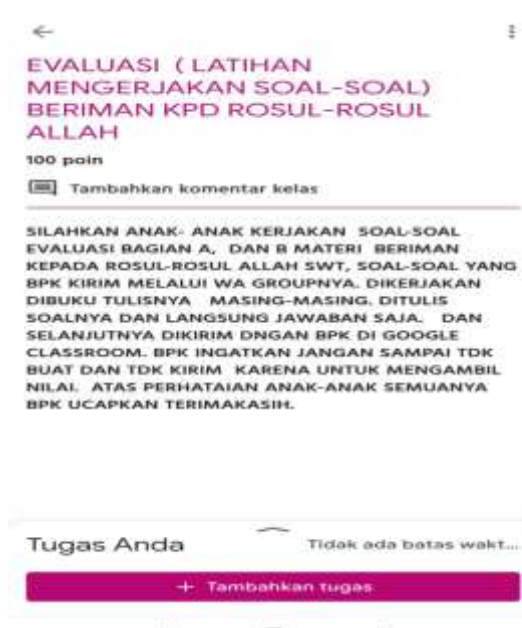 EVALUASI ( LATIHAN
MENGERJAKAN SOAL-SOAL)
BERIMAN KPD ROSUL-ROSUL
ALLAH
100 poin
Tambahkan komentar kelas
SILAHKAN ANAK- ANAK KERJAKAN SOAL-SOAL
EVALUASI BAGIAN A, DAN B MATERI BERIMAN
KEPADA ROSUL-ROSUL ALLAH SWT, SOAL-SOAL YANG
BPK KIRIM MELALUI WA GROUPNYA. DIKERJAKAN
DIBUKU TULISNYA MASING-MASING. DITULIS
SOALNYA DAN LANGSUNG JAWABAN SAJA. DAN
SELANJUTNYA DIKIRIM DNGAN BPK DI GOOGLE
CLASSROOM. BPK INGATKAN JANGAN SAMPAI TDK
BUAT DAN TDK KIRIM KARENA UNTUK MENGAMBIL
NILAI. ATAS PERHATAIAN ANAK-ANAK SEMUANYA
BPK UCAPKAN TERIMAKASIH.
Tugas Anda
Tidak ada batas wakt...
+ Tambahkan tugas